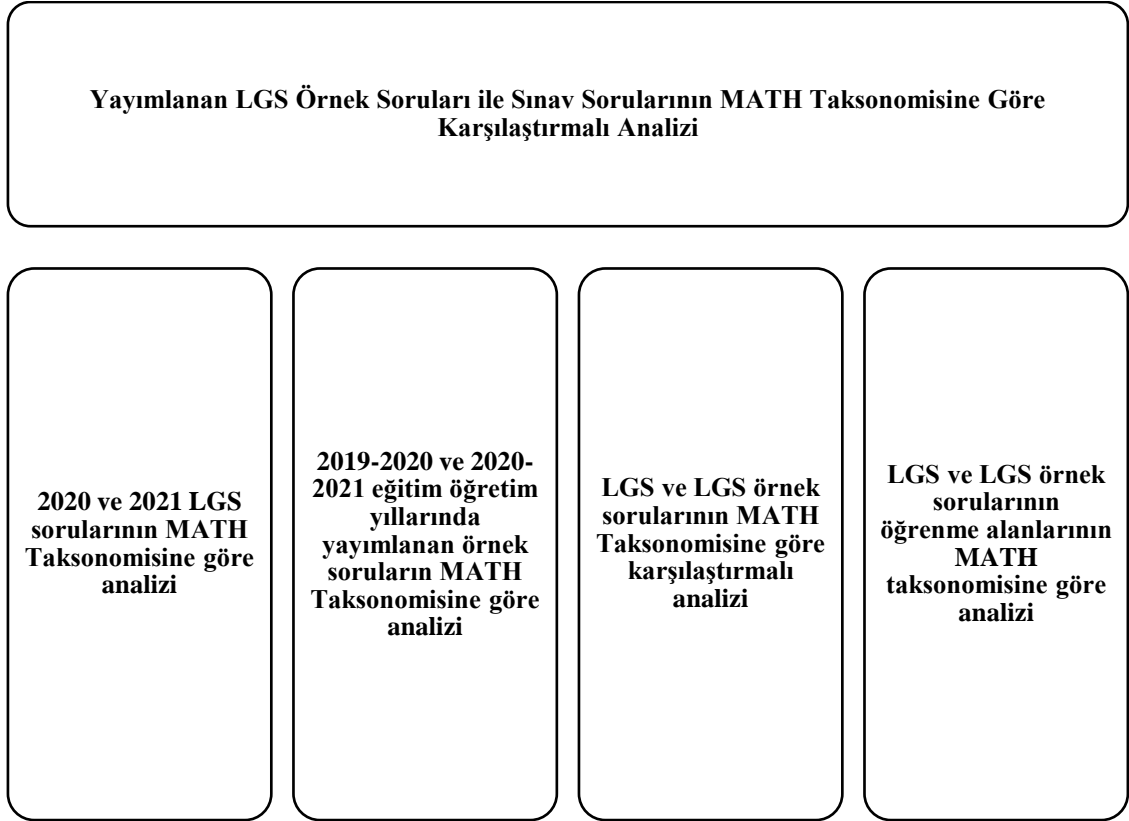 Yayımlanan LGS Örnek Soruları ile Sınav Sorularının MATH Taksonomisine Göre
Karşılaştırmalı Analizi
2020 ve 2021 LGS
sorularının MATH
Taksonomisine göre
analizi
2019-2020 ve 2020-
2021 eğitim öğretim
yıllarında
yayımlanan örnek
soruların MATH
Taksonomisine göre
analizi
LGS ve LGS örnek
sorularının MATH
Taksonomisine göre
karşılaştırmalı
analizi
LGS ve LGS örnek
sorularının
öğrenme alanlarının
MATH
taksonomisine göre
analizi